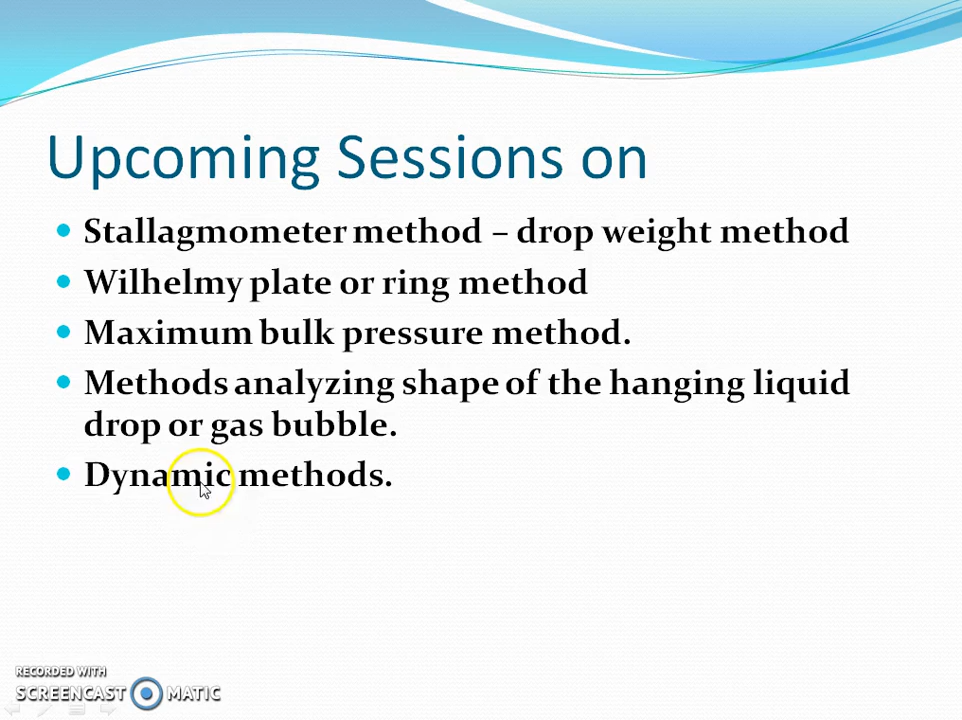 Upcoming Sessions on
Stallagmometer method – drop weight method
Wilhelmy plate or ring method
Maximum bulk pressure method.
Methods analyzing shape of the hanging liquid
drop or gas bubble.
Dynamic methods.
RECORDED WITH
SCREENCAST MATIC